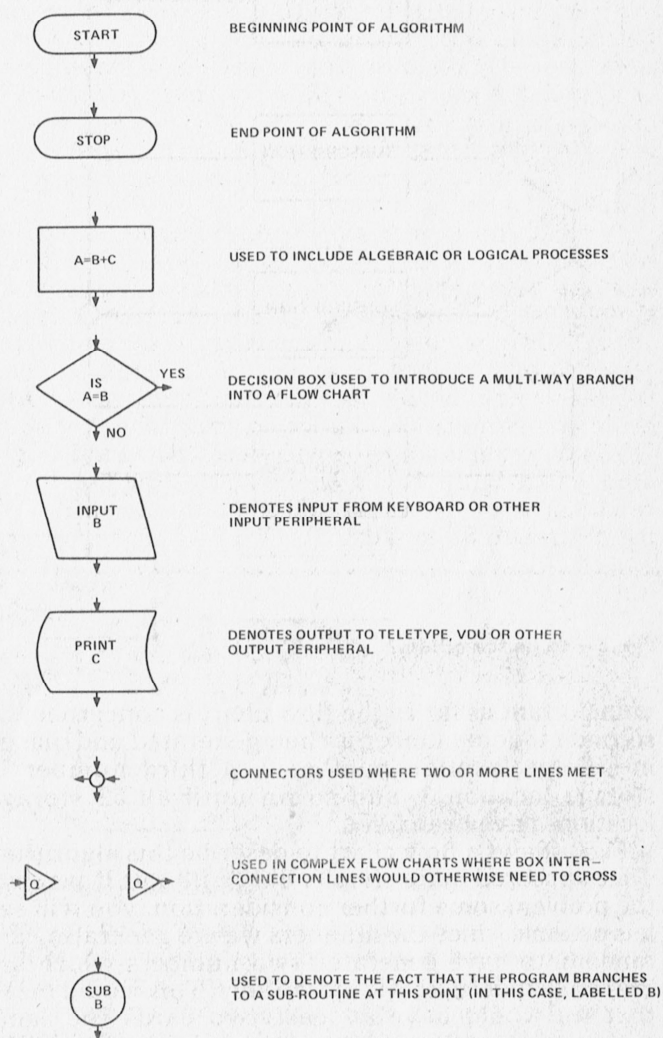 START
BEGINNING POINT OF ALGORITHM
STOP
END POINT OF ALGORITHM
A=B+C
USED TO INCLUDE ALGEBRAIC OR LOGICAL PROCESSES
IS
A=B
YES
NO
DECISION BOX USED TO INTRODUCE A MULTI-WAY BRANCH
INTO A FLOW CHART
INPUT
B
DENOTES INPUT FROM KEYBOARD OR OTHER
INPUT PERIPHERAL
PRINT
C
DENOTES OUTPUT TO TELETYPE, VDU OR OTHER
OUTPUT PERIPHERAL
CONNECTORS USED WHERE TWO OR MORE LINES MEET
Q
Q
USED IN COMPLEX FLOW CHARTS WHERE BOX INTER–
CONNECTION LINES WOULD OTHERWISE NEED TO CROSS
SUB
B
USED TO DENOTE THE FACT THAT THE PROGRAM BRANCHES
TO A SUB-ROUTINE AT THIS POINT (IN THIS CASE, LABELLED B)